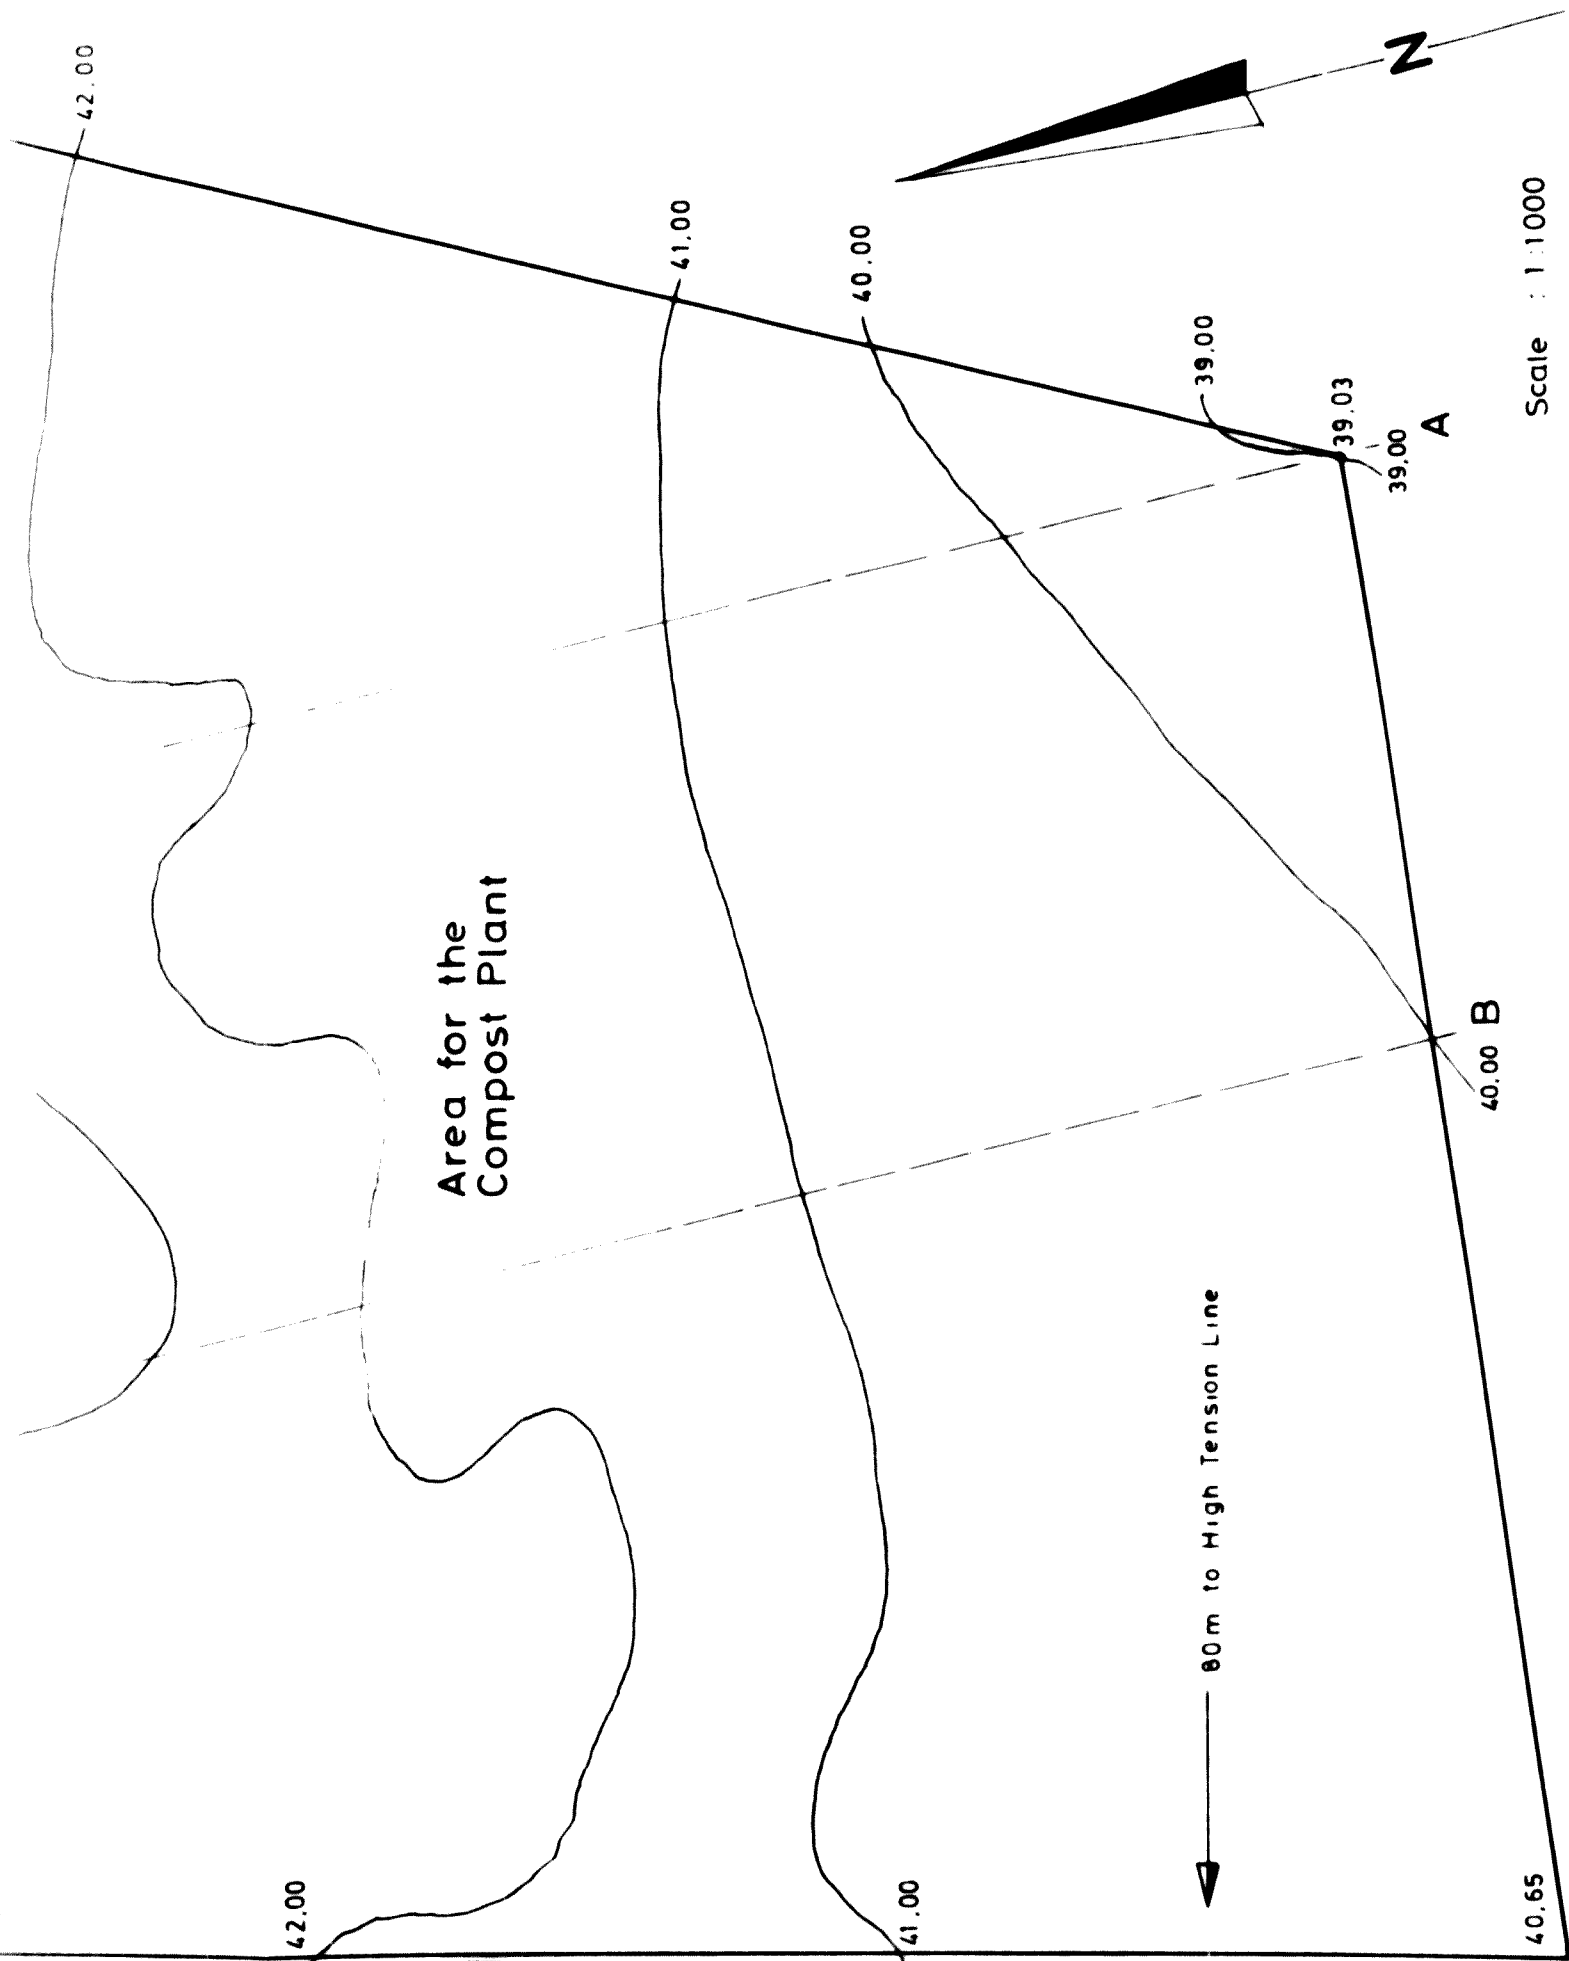 42.00
41.00
40.00
39.00
39.03
39.00
A
N
Scale : 1:1000
Area for the
Compost Plant
B
40.00
80m to High Tension Line
42.00
41.00
40.65